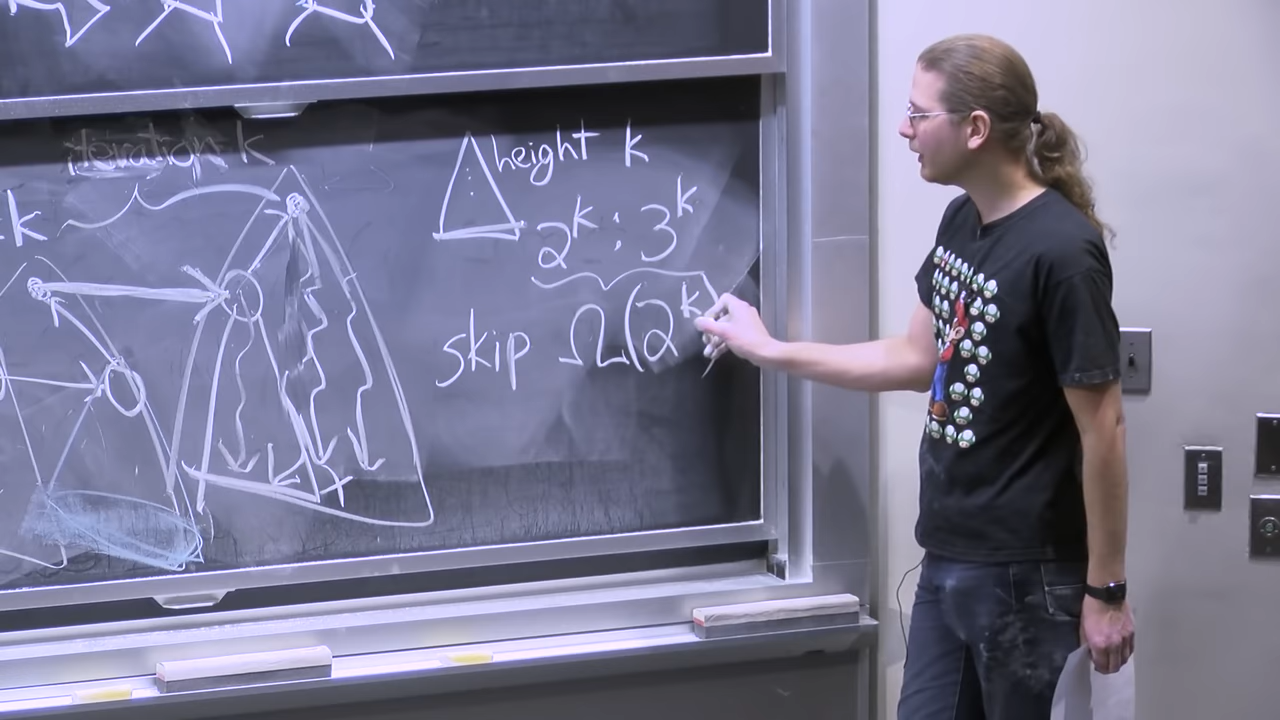 iteration k
k
height k
2^k : 3^k
skip Ω(2^k)